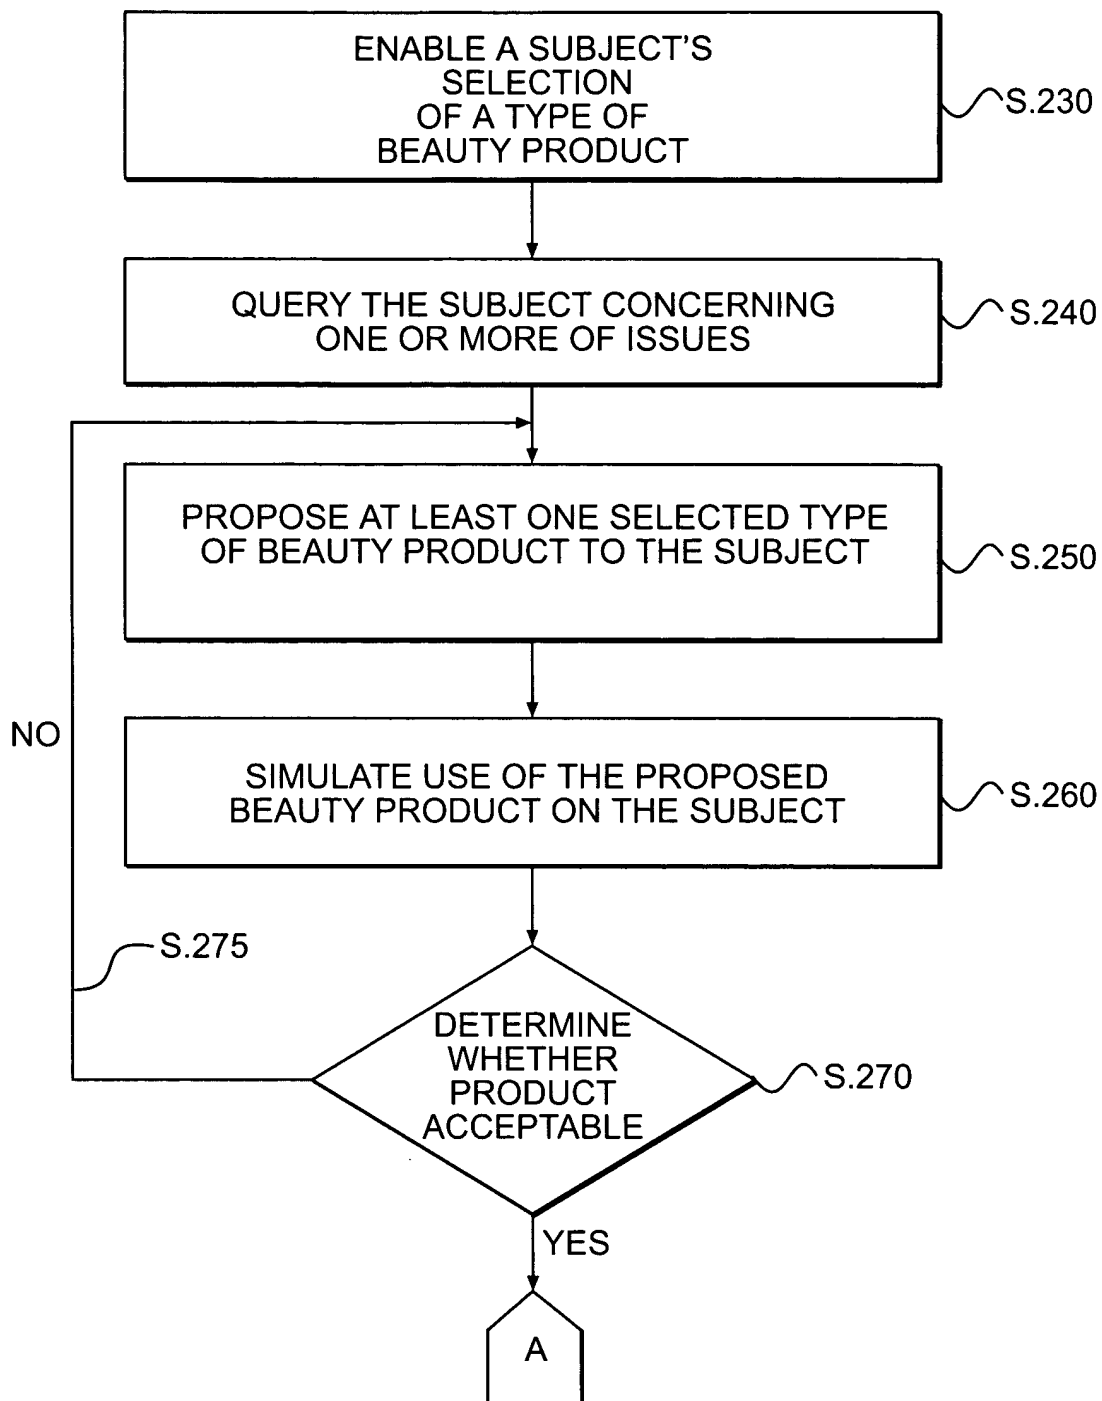 ENABLE A SUBJECT'S
SELECTION
OF A TYPE OF
BEAUTY PRODUCT
S.230
QUERY THE SUBJECT CONCERNING
ONE OR MORE OF ISSUES
S.240
PROPOSE AT LEAST ONE SELECTED TYPE
OF BEAUTY PRODUCT TO THE SUBJECT
S.250
NO
SIMULATE USE OF THE PROPOSED
BEAUTY PRODUCT ON THE SUBJECT
S.260
S.275
DETERMINE
WHETHER
PRODUCT
ACCEPTABLE
S.270
YES
A